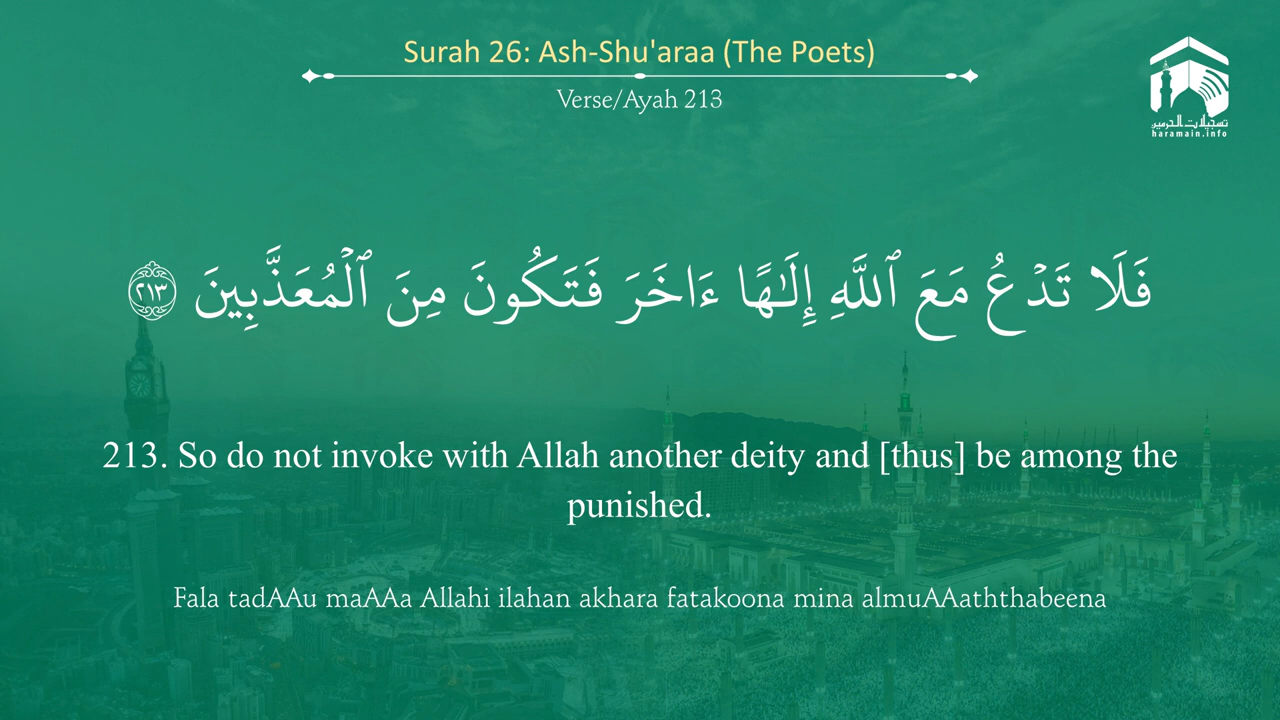 Surah 26: Ash-Shu'araa (The Poets)
Verse/Ayah 213
تسجيلات الحرمين
haramain.info
فَلَا تَدۡعُ مَعَ ٱللَّهِ إِلَـٰهًا ءَاخَرَ فَتَكُونَ مِنَ ٱلۡمُعَذَّبِينَ ٢١٣
213. So do not invoke with Allah another deity and [thus] be among the
punished.
Fala tadAAu maAAa Allahi ilahan akhara fatakoona mina almuAAaththabeena